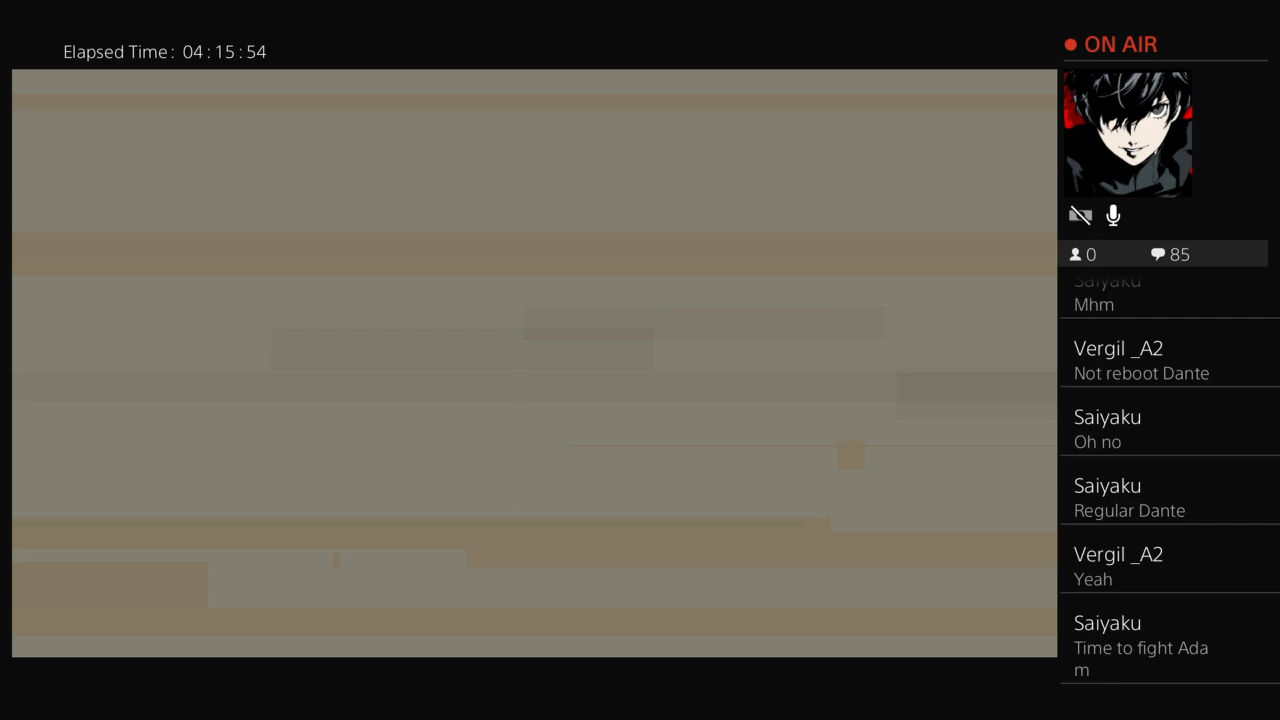 Elapsed Time: 04:15:54
ON AIR
0 85
Saiyaku
Mhm
Vergil _A2
Not reboot Dante
Saiyaku
Oh no
Saiyaku
Regular Dante
Vergil _A2
Yeah
Saiyaku
Time to fight Ada
m